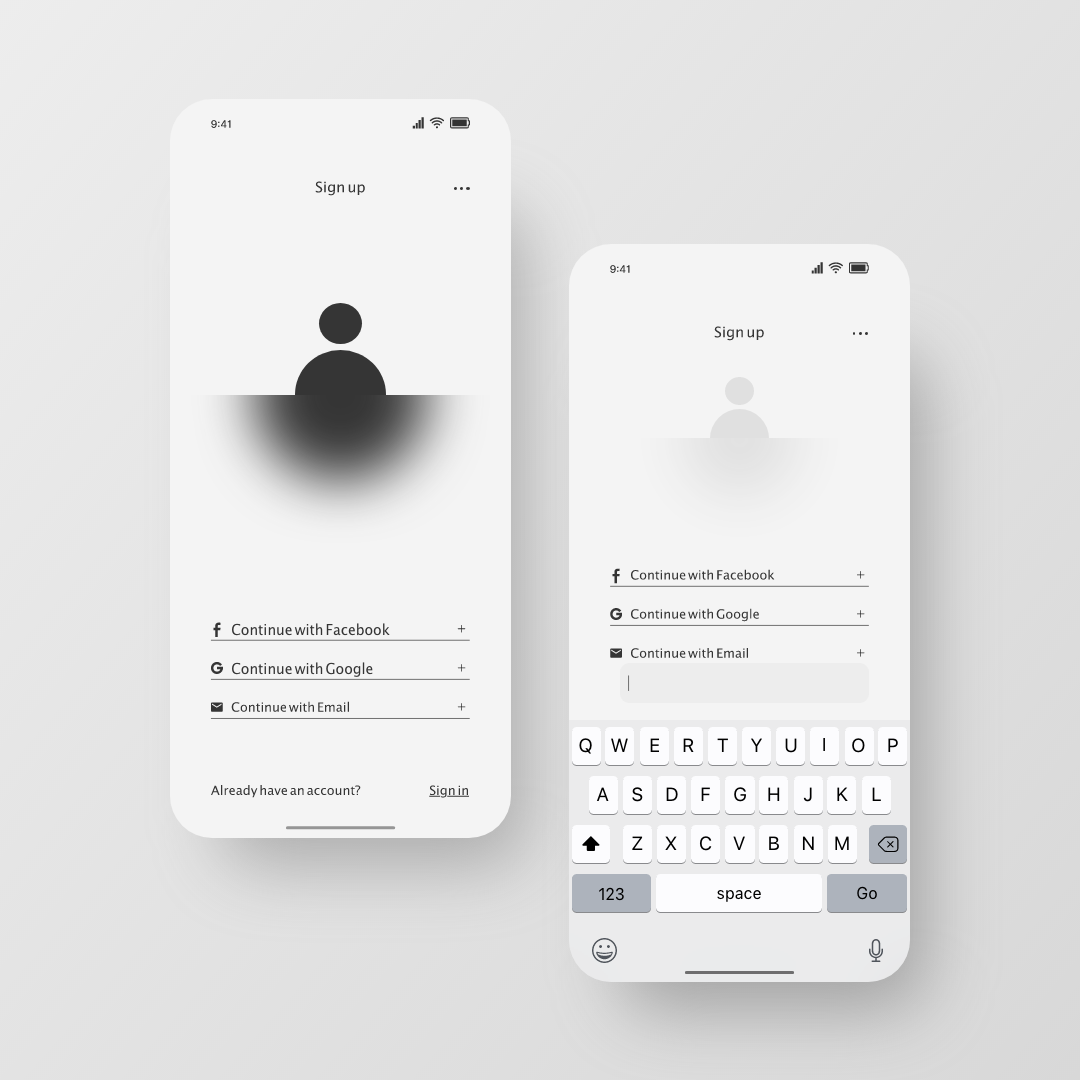 9:41
Sign up
Continue with Facebook +
Continue with Google +
Continue with Email +
Already have an account? Sign in
9:41
Sign up
Continue with Facebook +
Continue with Google +
Continue with Email +
Q W E R T Y U I O P
A S D F G H J K L
Z X C V B N M
123 space Go